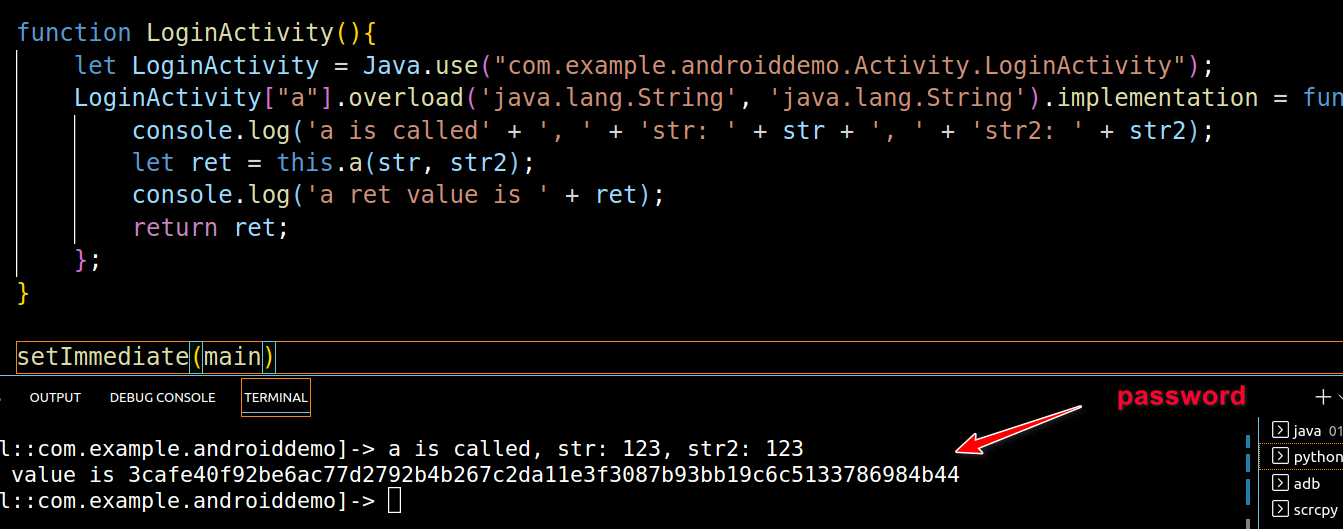 function LoginActivity(){
let LoginActivity = Java.use("com.example.androiddemo.Activity.LoginActivity");
LoginActivity["a"].overload('java.lang.String', 'java.lang.String').implementation = fun
console.log('a is called' + ', ' + 'str: ' + str + ', ' + 'str2: ' + str2);
let ret = this.a(str, str2);
console.log('a ret value is ' + ret);
return ret;
};
}
setImmediate(main)
OUTPUT DEBUG CONSOLE TERMINAL
password
l::com.example.androiddemo]-> a is called, str: 123, str2: 123
value is 3cafe40f92be6ac77d2792b4b267c2da11e3f3087b93bb19c6c5133786984b44
l::com.example.androiddemo]->
java 01
python
adb
scrcpy